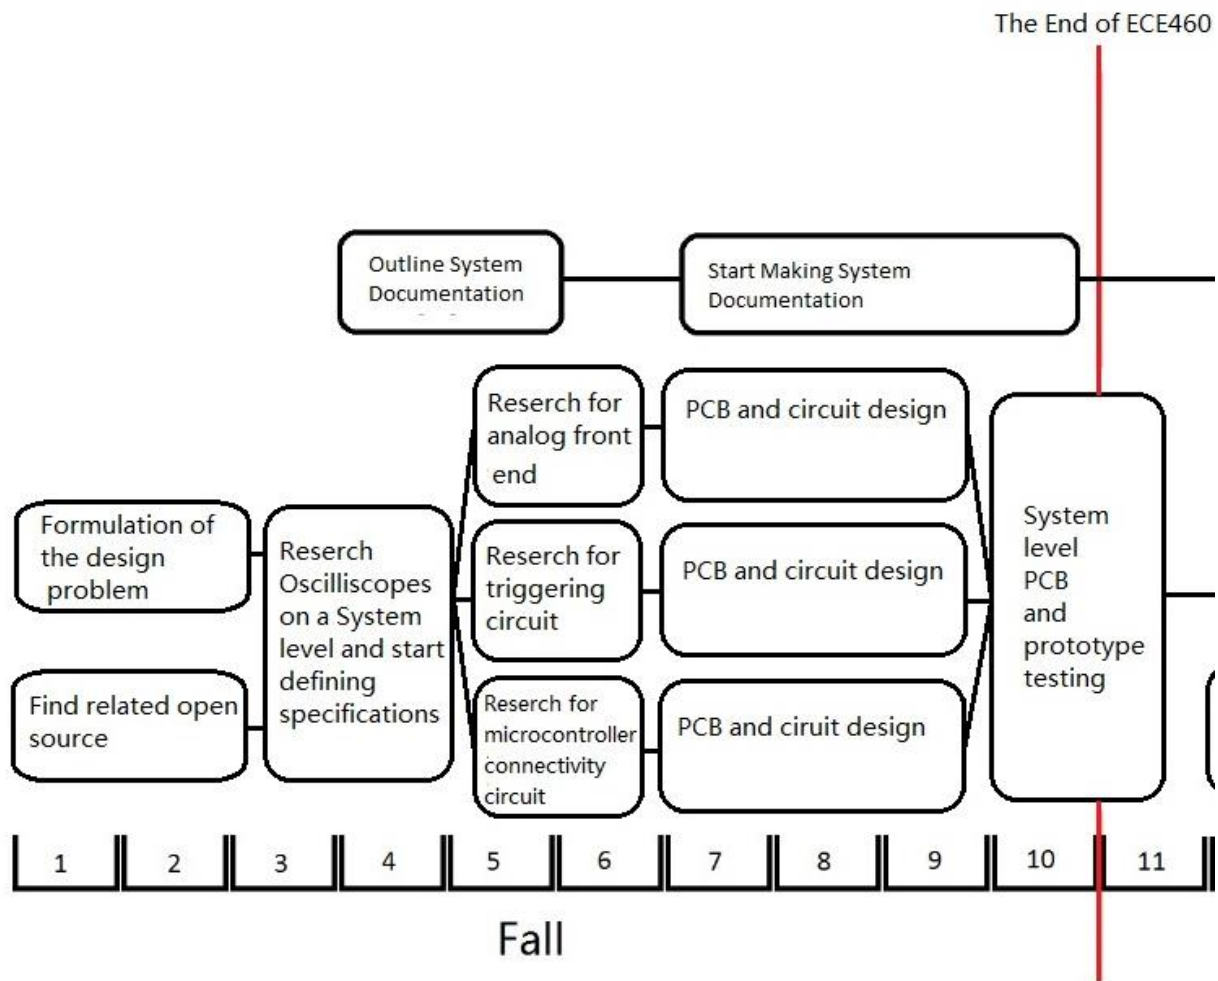 The End of ECE460
Outline System
Documentation
Start Making System
Documentation
Reserch for
analog front
end
PCB and circuit design
Formulation of
the design
problem
Find related open
source
Reserch
Oscilliscopes
on a System
level and start
defining
specifications
Reserch for
triggering
circuit
PCB and circuit design
Reserch for
microcontroller
connectivity
circuit
PCB and ciruit design
System
level
PCB
and
prototype
testing
1 2 3 4 5 6 7 8 9 10 11
Fall